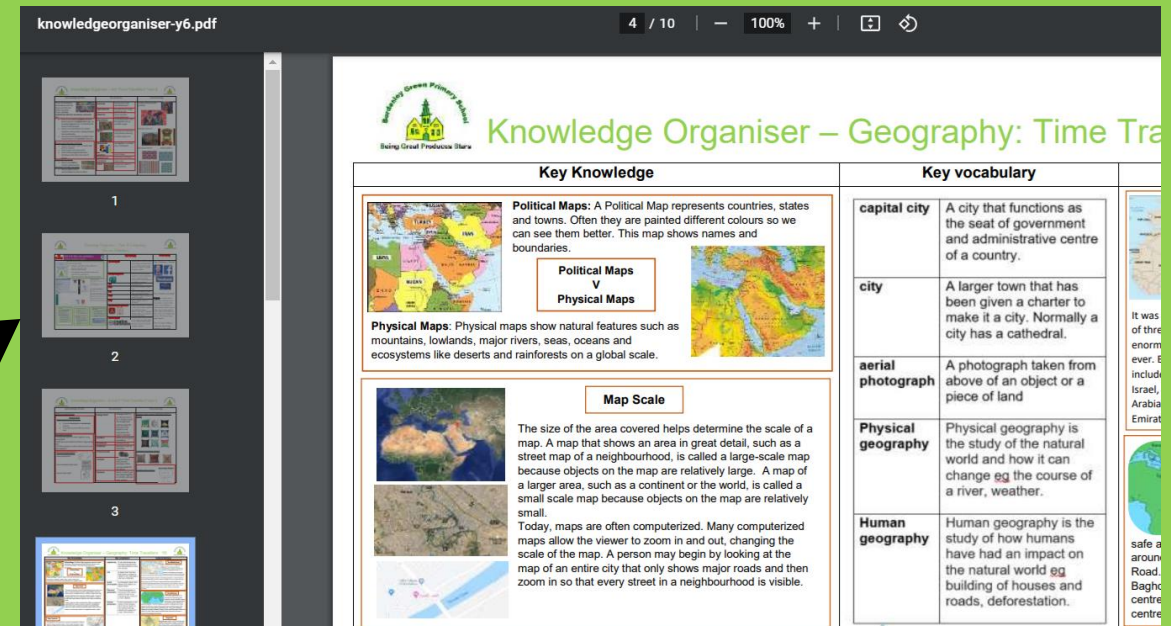 knowledgeorganiser-y6.pdf
4 / 10
100%
1
2
3
Bordesley Green Primary School
Being Great Produces Stars
Knowledge Organiser – Geography: Time Tra
Key Knowledge
Political Maps: A Political Map represents countries, states
and towns. Often they are painted different colours so we
can see them better. This map shows names and
boundaries.
Political Maps
V
Physical Maps
Physical Maps: Physical maps show natural features such as
mountains, lowlands, major rivers, seas, oceans and
ecosystems like deserts and rainforests on a global scale.
Map Scale
The size of the area covered helps determine the scale of a
map. A map that shows an area in great detail, such as a
street map of a neighbourhood, is called a large-scale map
because objects on the map are relatively large. A map of
a larger area, such as a continent or the world, is called a
small scale map because objects on the map are relatively
small.
Today, maps are often computerized. Many computerized
maps allow the viewer to zoom in and out, changing the
scale of the map. A person may begin by looking at the
map of an entire city that only shows major roads and then
zoom in so that every street in a neighbourhood is visible.
Key vocabulary
capital city
A city that functions as
the seat of government
and administrative centre
of a country.
city
A larger town that has
been given a charter to
make it a city. Normally a
city has a cathedral.
aerial
photograph
A photograph taken from
above of an object or a
piece of land
Physical
geography
Physical geography is
the study of the natural
world and how it can
change eg the course of
a river, weather.
Human
geography
Human geography is the
study of how humans
have had an impact on
the natural world eg
building of houses and
roads, deforestation.
It was
of thre
enorm
ever. E
include
Israel,
Arabia
Emirat
safe a
around
Road.
Baghd
centre
centre